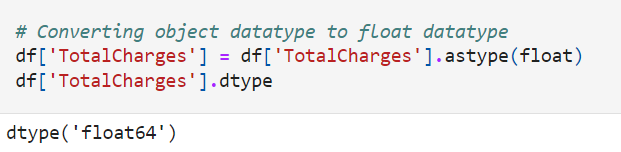 # Converting object datatype to float datatype
df['TotalCharges'] = df['TotalCharges'].astype(float)
df['TotalCharges'].dtype
dtype('float64')